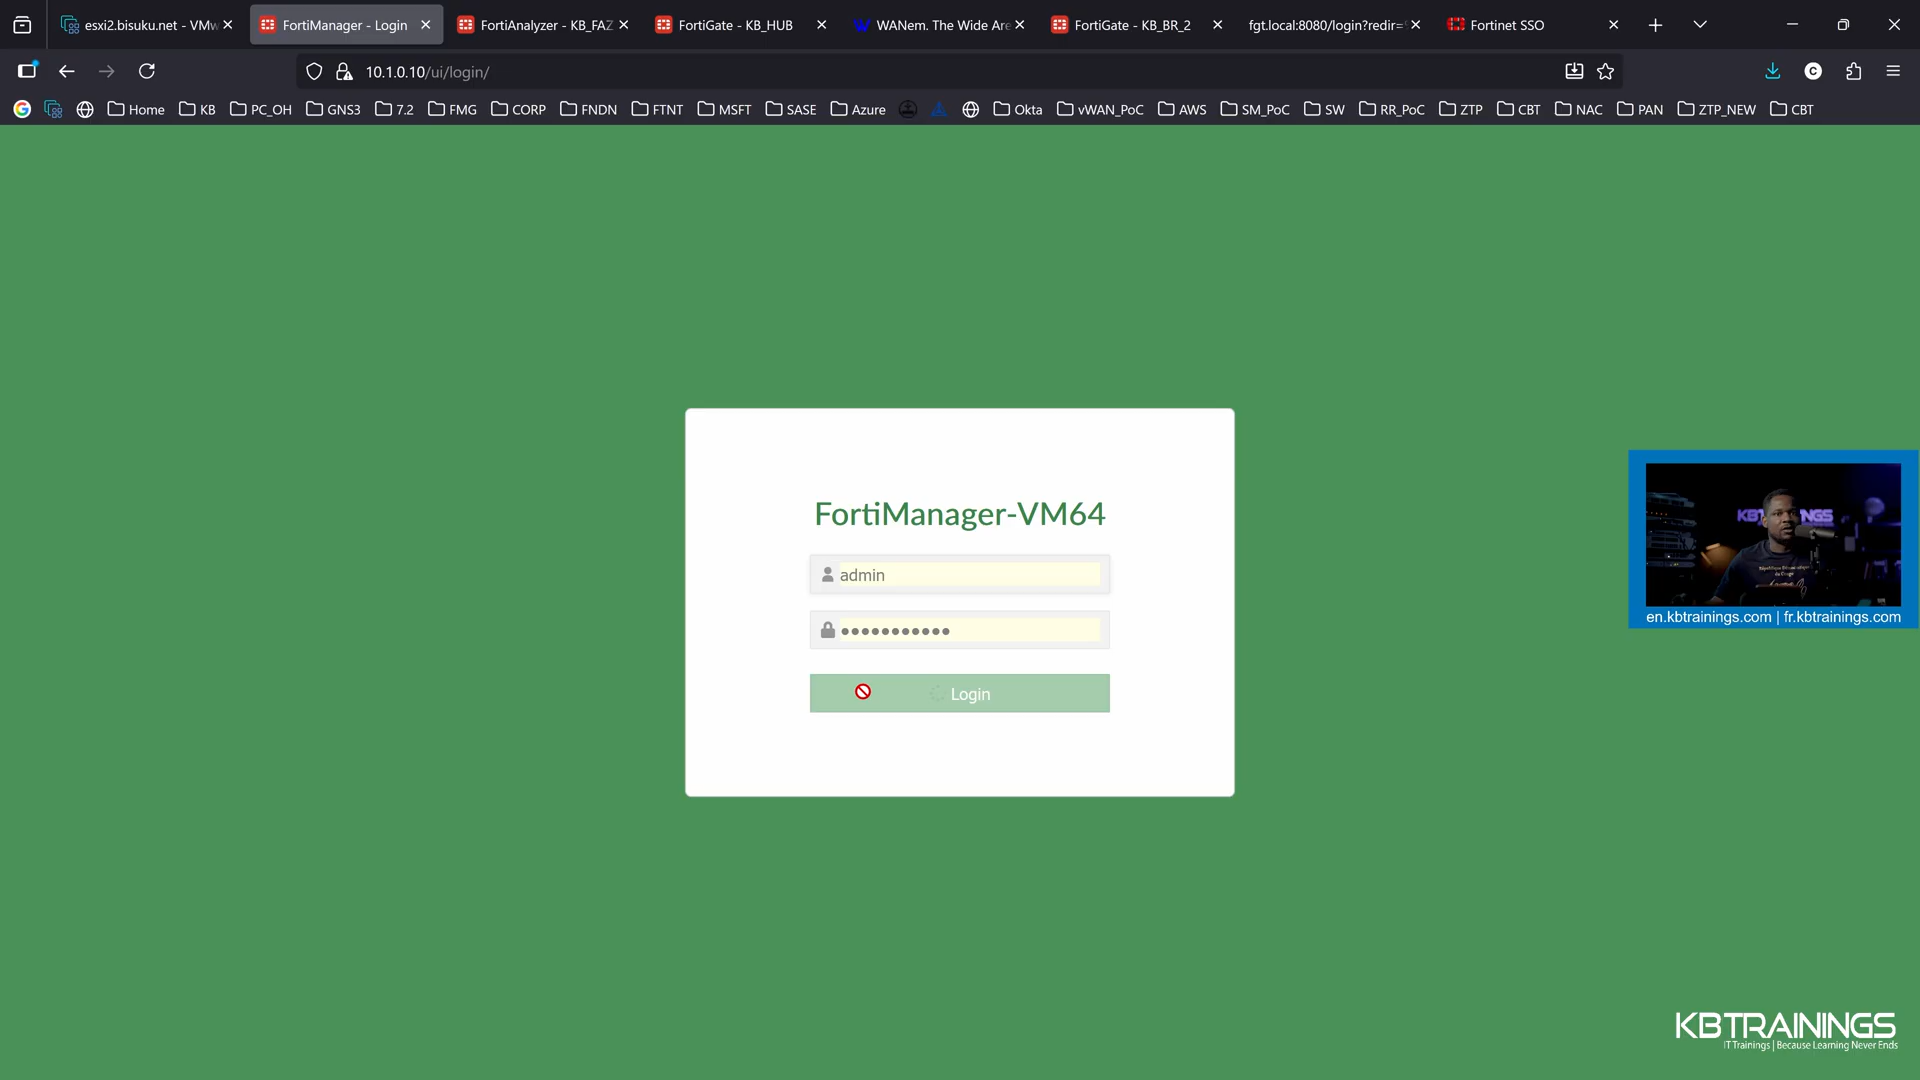 esxi2.bisuku.net - VMw
FortiManager - Login
FortiAnalyzer - KB_FAZ
FortiGate - KB_HUB
WANem. The Wide Are
FortiGate - KB_BR_2
fgt.local:8080/login?redir=
Fortinet SSO
10.1.0.10/ui/login/
Home
KB
PC_OH
GNS3
7.2
FMG
CORP
FNDN
FTNT
MSFT
SASE
Azure
Okta
vWAN_PoC
AWS
SM_PoC
SW
RR_PoC
ZTP
CBT
NAC
PAN
ZTP_NEW
CBT
FortiManager-VM64
admin
Login
KBTRAININGS
en.kbtrainings.com | fr.kbtrainings.com
KBTRAININGS
IT Trainings | Because Learning Never Ends